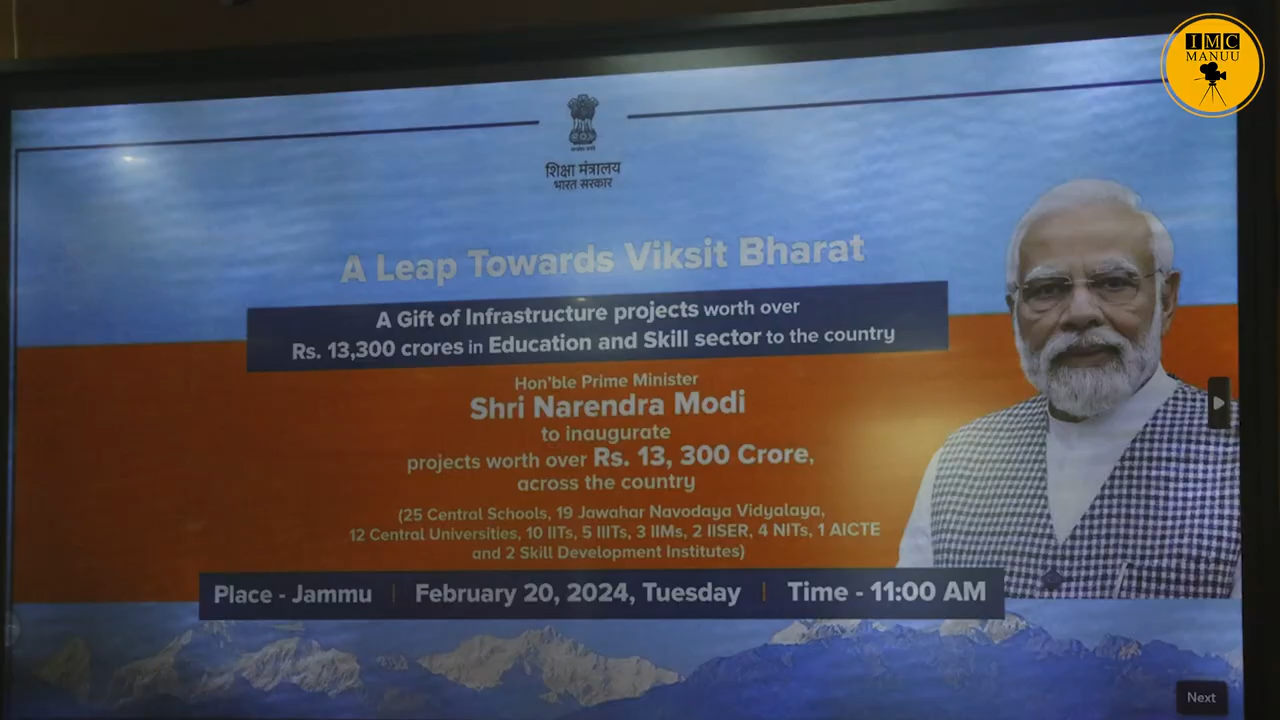 IMC
MANUU
शिक्षा मंत्रालय
भारत सरकार
A Leap Towards Viksit Bharat
A Gift of Infrastructure projects worth over
Rs. 13,300 crores in Education and Skill sector to the country
Hon'ble Prime Minister
Shri Narendra Modi
to inaugurate
projects worth over Rs. 13, 300 Crore,
across the country
(25 Central Schools, 19 Jawahar Navodaya Vidyalaya,
12 Central Universities, 10 IITs, 5 IIITs, 3 IIMs, 2 IISER, 4 NITs, 1 AICTE
and 2 Skill Development Institutes)
Place - Jammu | February 20, 2024, Tuesday | Time - 11:00 AM
Next